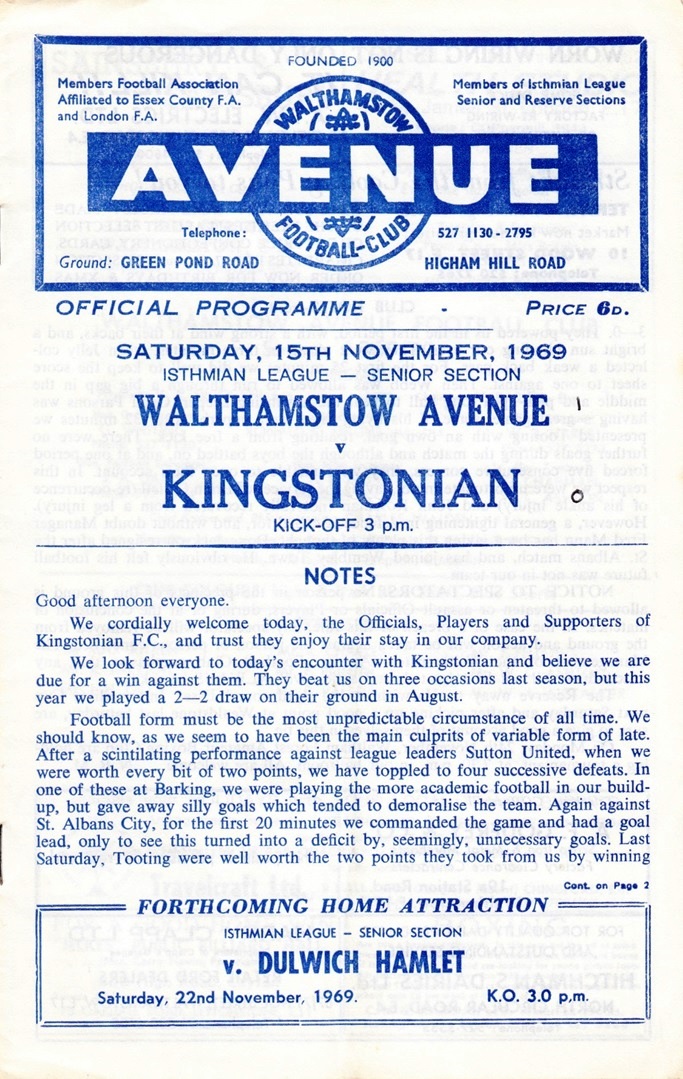 FOUNDED 1900
Members Football Association
Affiliated to Essex County F.A.
and London F.A.
Members of Isthmian League
Senior and Reserve Sections
WALTHAMSTOW
AVENUE
FOOTBALL-CLUB
Telephone: 527 1130 - 2795
Ground: GREEN POND ROAD HIGHAM HILL ROAD
OFFICIAL PROGRAMME - PRICE 6D.
SATURDAY, 15TH NOVEMBER, 1969
ISTHMIAN LEAGUE — SENIOR SECTION
WALTHAMSTOW AVENUE 1
v
KINGSTONIAN 0
KICK-OFF 3 p.m.
NOTES
Good afternoon everyone.
We cordially welcome today, the Officials, Players and Supporters of
Kingstonian F.C., and trust they enjoy their stay in our company.
We look forward to today's encounter with Kingstonian and believe we are
due for a win against them. They beat us on three occasions last season, but this
year we played a 2—2 draw on their ground in August.
Football form must be the most unpredictable circumstance of all time. We
should know, as we seem to have been the main culprits of variable form of late.
After a scintilating performance against league leaders Sutton United, when we
were worth every bit of two points, we have toppled to four successive defeats. In
one of these at Barking, we were playing the more academic football in our build-
up, but gave away silly goals which tended to demoralise the team. Again against
St. Albans City, for the first 20 minutes we commanded the game and had a goal
lead, only to see this turned into a deficit by, seemingly, unnecessary goals. Last
Saturday, Tooting were well worth the two points they took from us by winning
Cont. on Page 2
FORTHCOMING HOME ATTRACTION
ISTHMIAN LEAGUE — SENIOR SECTION
v. DULWICH HAMLET
Saturday, 22nd November, 1969. K.O. 3.0 p.m.